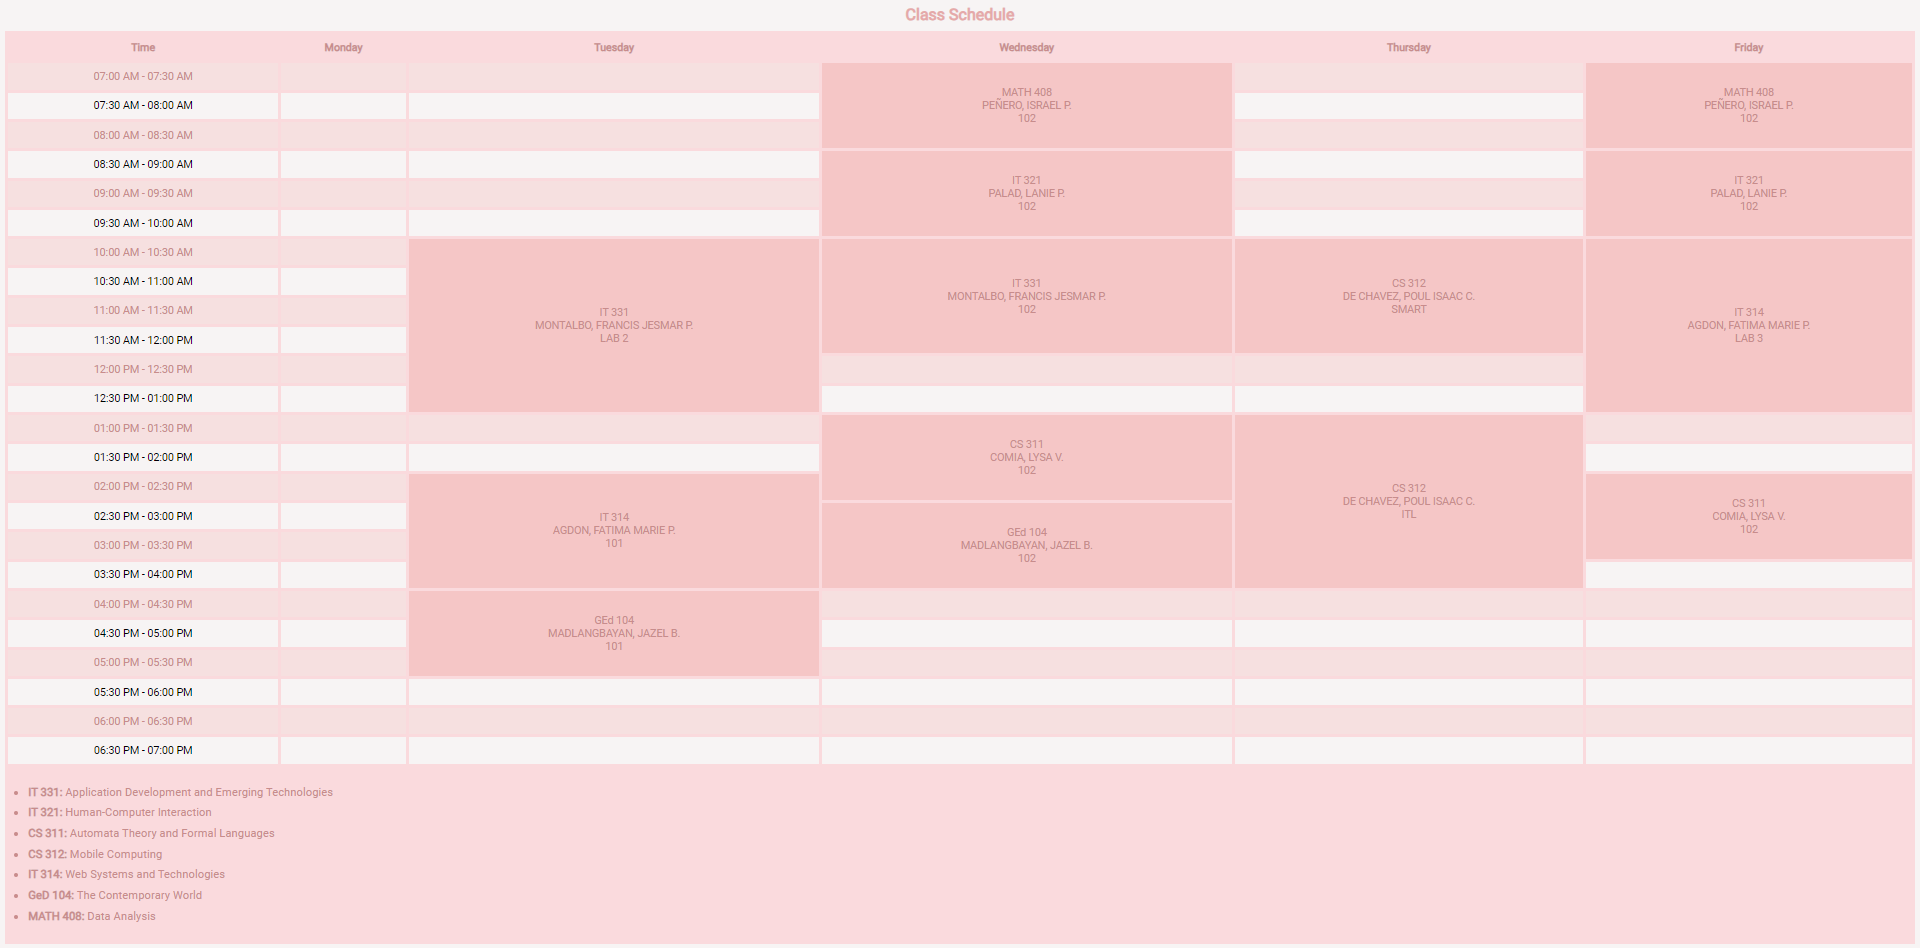 Class Schedule
Time Monday Tuesday Wednesday Thursday Friday
07:00 AM - 07:30 AM
MATH 408
PEÑERO, ISRAEL P.
102
MATH 408
PEÑERO, ISRAEL P.
102
07:30 AM - 08:00 AM
08:00 AM - 08:30 AM
08:30 AM - 09:00 AM
IT 321
PALAD, LANIE P.
102
IT 321
PALAD, LANIE P.
102
09:00 AM - 09:30 AM
09:30 AM - 10:00 AM
10:00 AM - 10:30 AM
IT 331
MONTALBO, FRANCIS JESMAR P.
LAB 2
IT 331
MONTALBO, FRANCIS JESMAR P.
102
CS 312
DE CHAVEZ, POUL ISAAC C.
SMART
IT 314
AGDON, FATIMA MARIE P.
LAB 3
10:30 AM - 11:00 AM
11:00 AM - 11:30 AM
11:30 AM - 12:00 PM
12:00 PM - 12:30 PM
12:30 PM - 01:00 PM
01:00 PM - 01:30 PM
CS 311
COMIA, LYSA V.
102
CS 312
DE CHAVEZ, POUL ISAAC C.
ITL
01:30 PM - 02:00 PM
02:00 PM - 02:30 PM
IT 314
AGDON, FATIMA MARIE P.
101
CS 311
COMIA, LYSA V.
102
02:30 PM - 03:00 PM
GEd 104
MADLANGBAYAN, JAZEL B.
102
03:00 PM - 03:30 PM
03:30 PM - 04:00 PM
04:00 PM - 04:30 PM
GEd 104
MADLANGBAYAN, JAZEL B.
101
04:30 PM - 05:00 PM
05:00 PM - 05:30 PM
05:30 PM - 06:00 PM
06:00 PM - 06:30 PM
06:30 PM - 07:00 PM
• IT 331: Application Development and Emerging Technologies
• IT 321: Human-Computer Interaction
• CS 311: Automata Theory and Formal Languages
• CS 312: Mobile Computing
• IT 314: Web Systems and Technologies
• GeD 104: The Contemporary World
• MATH 408: Data Analysis